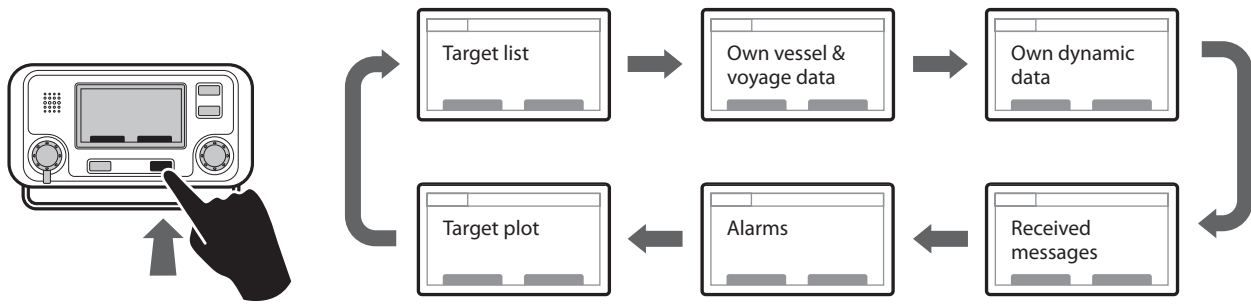 Target list
Own vessel &
voyage data
Own dynamic
data
Target plot
Alarms
Received
messages